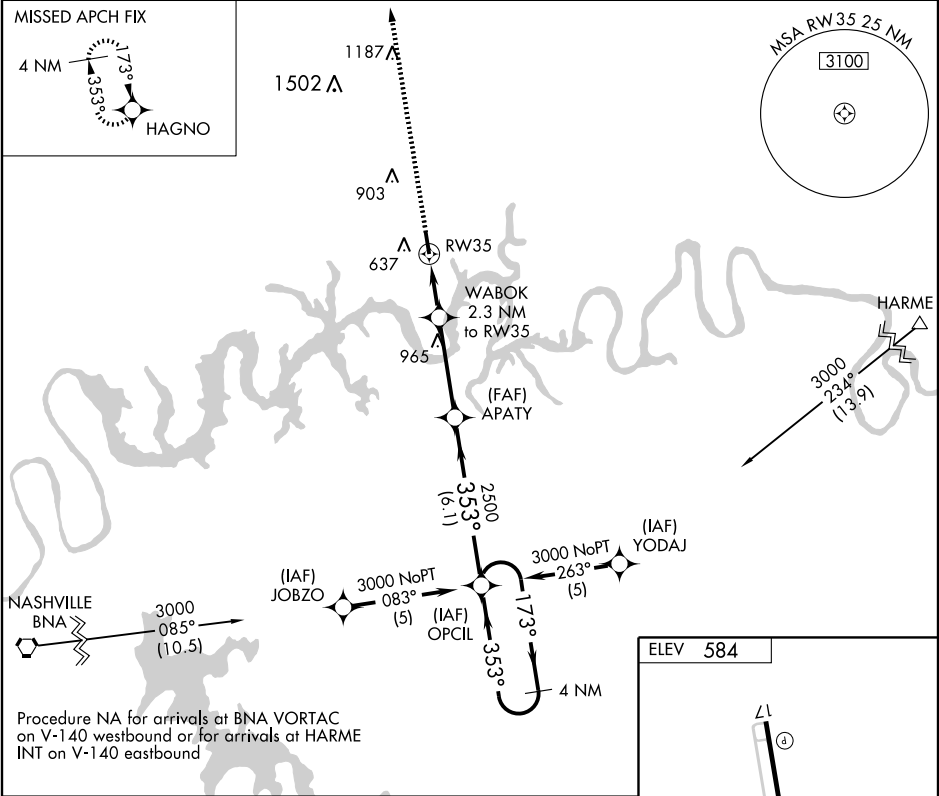 MISSED APCH FIX
4 NM
173°
353°
HAGNO
1187
1502
903
637
RW35
WABOK
2.3 NM
to RW35
965
(FAF)
APATY
MSA RW35 25 NM
3100
HARME
3000
234°
(13.9)
2500
353°
(6.1)
(IAF)
YODAJ
3000 NoPT
263°
(5)
(IAF)
JOBZO
3000 NoPT
083°
(5)
(IAF)
OPCIL
173°
353°
4 NM
NASHVILLE
BNA
3000
085°
(10.5)
Procedure NA for arrivals at BNA VORTAC
on V-140 westbound or for arrivals at HARME
INT on V-140 eastbound
ELEV 584
17
P